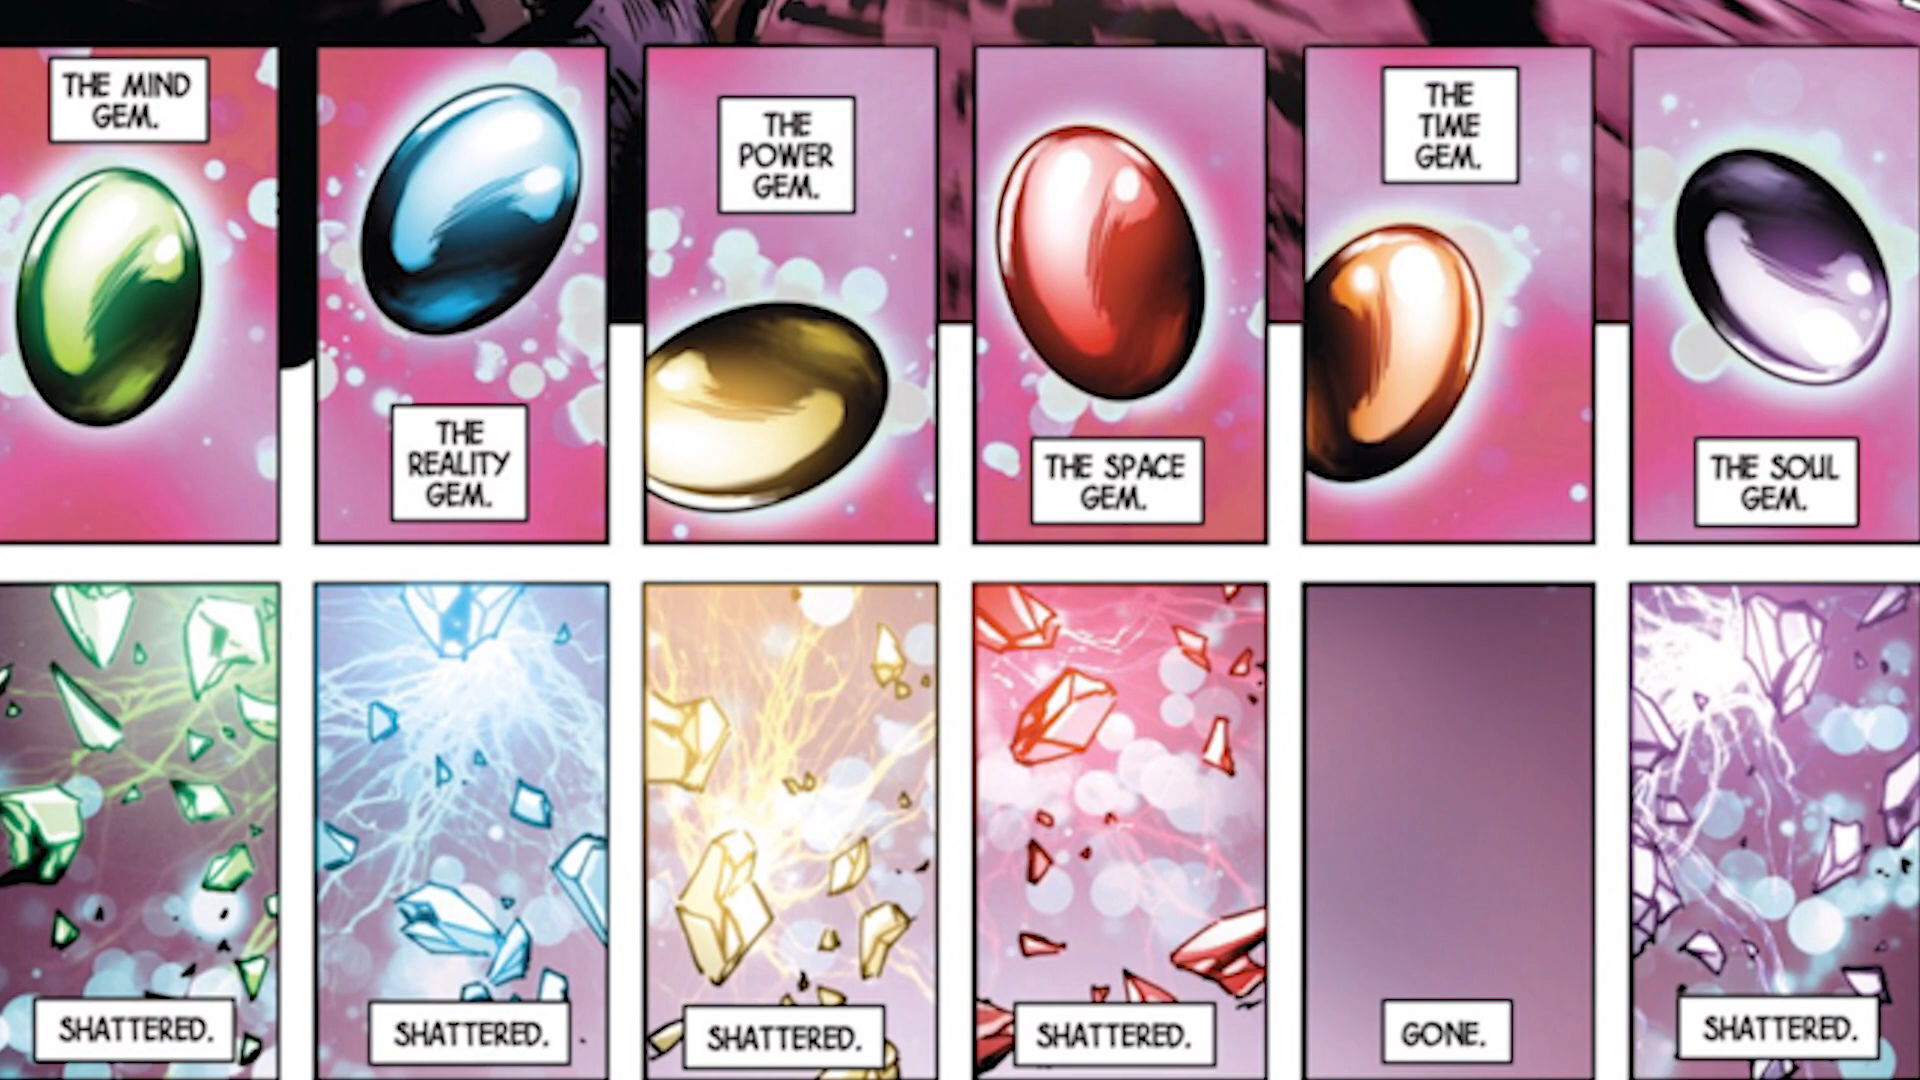 THE MIND
GEM.
THE
REALITY
GEM.
THE
POWER
GEM.
THE SPACE
GEM.
THE
TIME
GEM.
THE SOUL
GEM.
SHATTERED.
SHATTERED.
SHATTERED.
SHATTERED.
GONE.
SHATTERED.